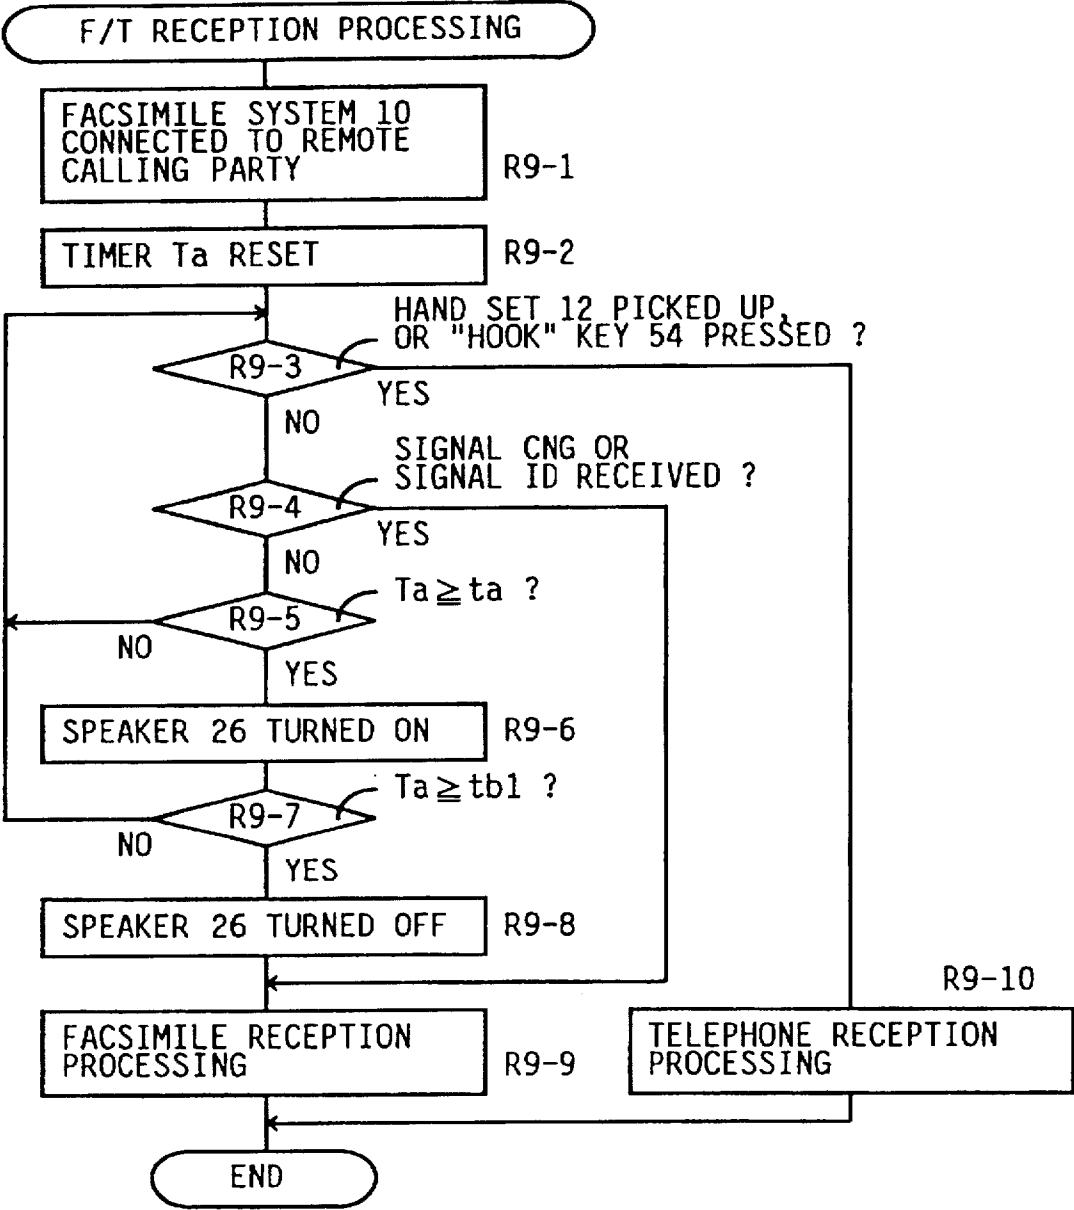 F/T RECEPTION PROCESSING
FACSIMILE SYSTEM 10
CONNECTED TO REMOTE
CALLING PARTY
R9-1
TIMER Ta RESET
R9-2
HAND SET 12 PICKED UP,
OR "HOOK" KEY 54 PRESSED ?
R9-3
YES
NO
SIGNAL CNG OR
SIGNAL ID RECEIVED ?
R9-4
YES
NO
Ta≧ta ?
R9-5
NO
YES
SPEAKER 26 TURNED ON
R9-6
Ta≧tb1 ?
R9-7
NO
YES
SPEAKER 26 TURNED OFF
R9-8
R9-10
FACSIMILE RECEPTION
PROCESSING
R9-9
TELEPHONE RECEPTION
PROCESSING
END